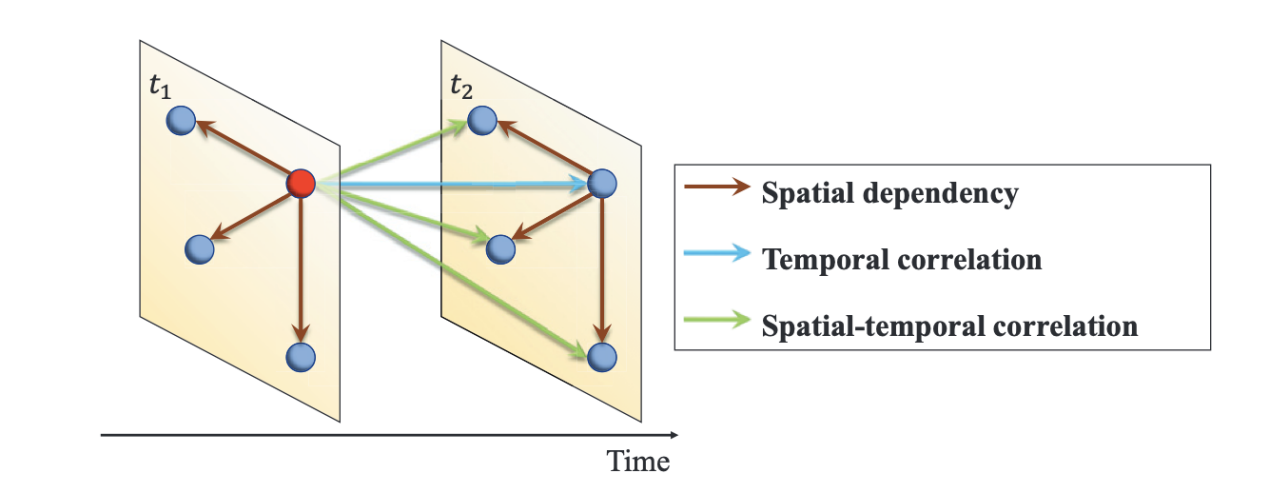 t₁
t₂
Spatial dependency
Temporal correlation
Spatial-temporal correlation
Time